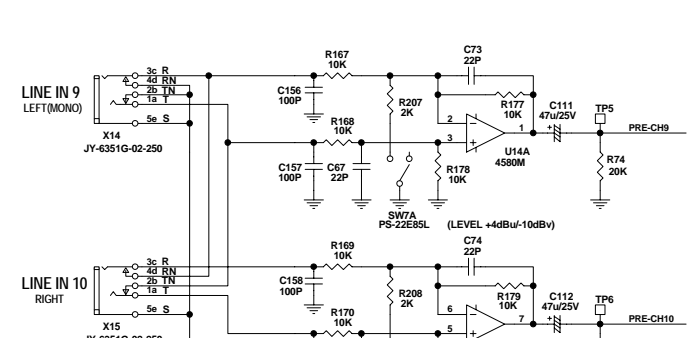 LINE IN 9
LEFT(MONO)
3c R
4d RN
2b TN
1a T
5e S
X14
JY-6351G-02-250
R167
10K
C156
100P
R168
10K
C157
100P
C67
22P
R207
2K
SW7A
PS-22E85L
C73
22P
R177
10K
2
3
1
U14A
4580M
R178
10K
C111
47u/25V
+
TP5
PRE-CH9
R74
20K
(LEVEL +4dBu/-10dBv)
LINE IN 10
RIGHT
3c R
4d RN
2b TN
1a T
5e S
X15
R169
10K
C158
100P
R170
10K
R208
2K
C74
22P
R179
10K
6
5
7
C112
47u/25V
+
TP6
PRE-CH10